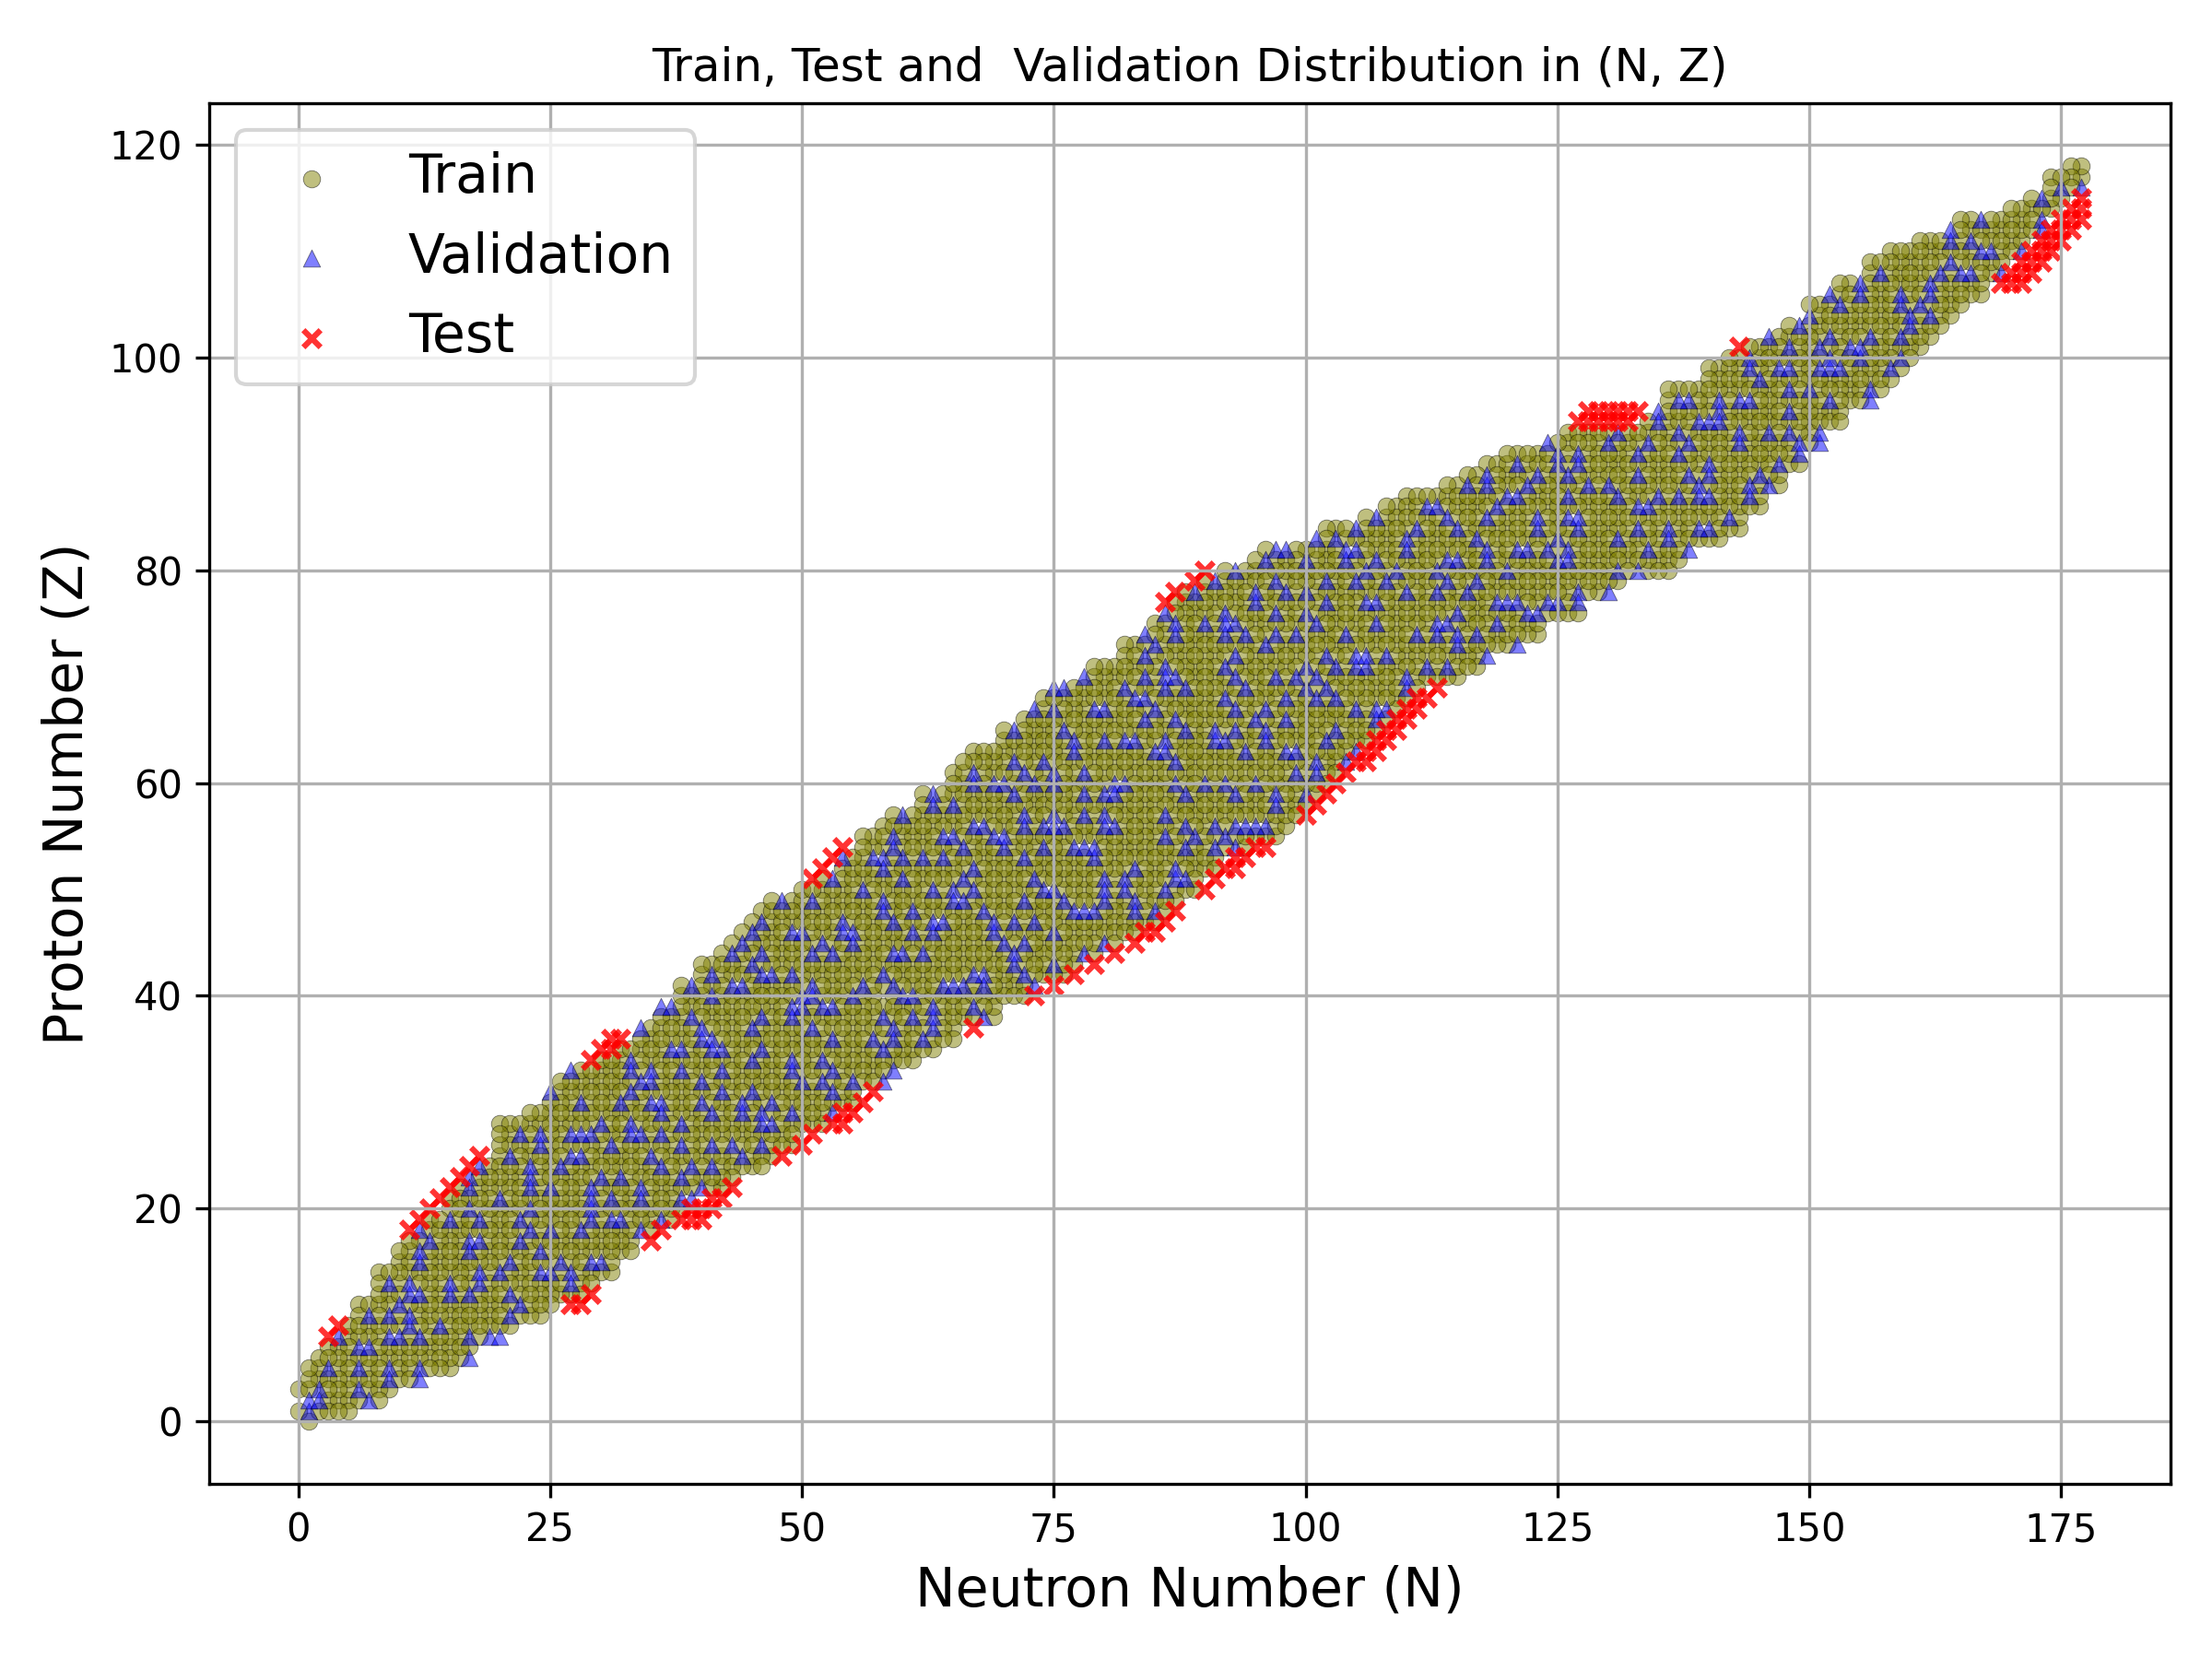 Train, Test and  Validation Distribution in (N, Z)
Train
Validation
Test
Proton Number (Z)
120
100
80
60
40
20
0
0 25 50 75 100 125 150 175
Neutron Number (N)